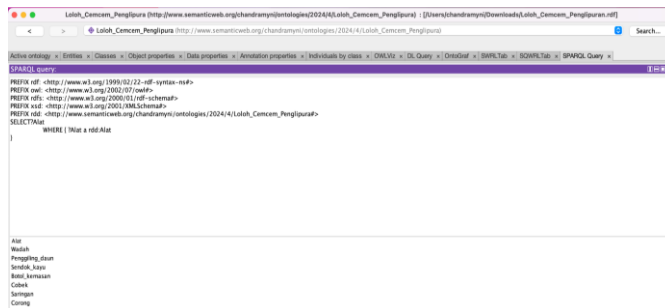 Loloh_Cemcem_Penglipura (http://www.semanticweb.org/chandramyni/ontologies/2024/4/Loloh_Cemcem_Penglipura) : [/Users/chandramyni/Downloads/Loloh_Cemcem_Penglipuran.rdf]
< > Loloh_Cemcem_Penglipura (http://www.semanticweb.org/chandramyni/ontologies/2024/4/Loloh_Cemcem_Penglipura) Search...
Active ontology × Entities × Classes × Object properties × Data properties × Annotation properties × Individuals by class × OWLViz × DL Query × OntoGraf × SWRLTab × SQWRLTab × SPARQL Query ×
SPARQL query:
PREFIX rdf: <http://www.w3.org/1999/02/22-rdf-syntax-ns#>
PREFIX owl: <http://www.w3.org/2002/07/owl#>
PREFIX rdfs: <http://www.w3.org/2000/01/rdf-schema#>
PREFIX xsd: <http://www.w3.org/2001/XMLSchema#>
PREFIX rdd: <http://www.semanticweb.org/chandramyni/ontologies/2024/4/Loloh_Cemcem_Penglipura#>
SELECT?Alat
WHERE { ?Alat a rdd:Alat
}
Alat
Wadah
Penggiling_daun
Sendok_kayu
Botol_kemasan
Cobek
Saringan
Corong